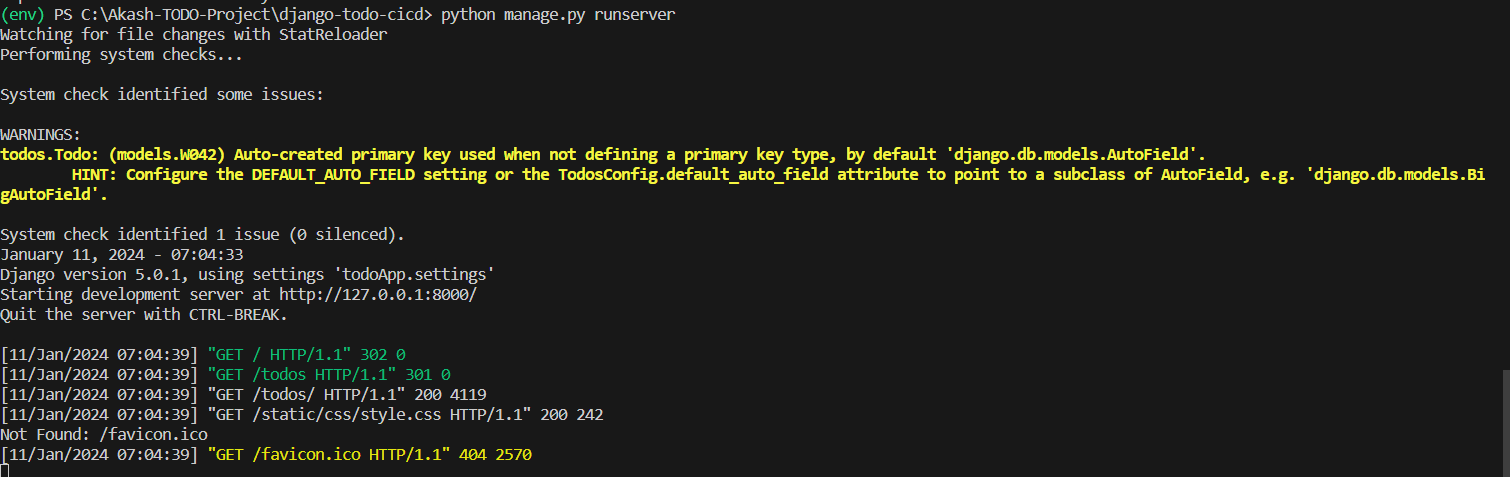 (env) PS C:\Akash-TODO-Project\django-todo-cicd> python manage.py runserver
Watching for file changes with StatReloader
Performing system checks...
System check identified some issues:
WARNINGS:
todos.Todo: (models.W042) Auto-created primary key used when not defining a primary key type, by default 'django.db.models.AutoField'.
HINT: Configure the DEFAULT_AUTO_FIELD setting or the TodosConfig.default_auto_field attribute to point to a subclass of AutoField, e.g. 'django.db.models.Bi
gAutoField'.
System check identified 1 issue (0 silenced).
January 11, 2024 - 07:04:33
Django version 5.0.1, using settings 'todoApp.settings'
Starting development server at http://127.0.0.1:8000/
Quit the server with CTRL-BREAK.
[11/Jan/2024 07:04:39] "GET / HTTP/1.1" 302 0
[11/Jan/2024 07:04:39] "GET /todos HTTP/1.1" 301 0
[11/Jan/2024 07:04:39] "GET /todos/ HTTP/1.1" 200 4119
[11/Jan/2024 07:04:39] "GET /static/css/style.css HTTP/1.1" 200 242
Not Found: /favicon.ico
[11/Jan/2024 07:04:39] "GET /favicon.ico HTTP/1.1" 404 2570